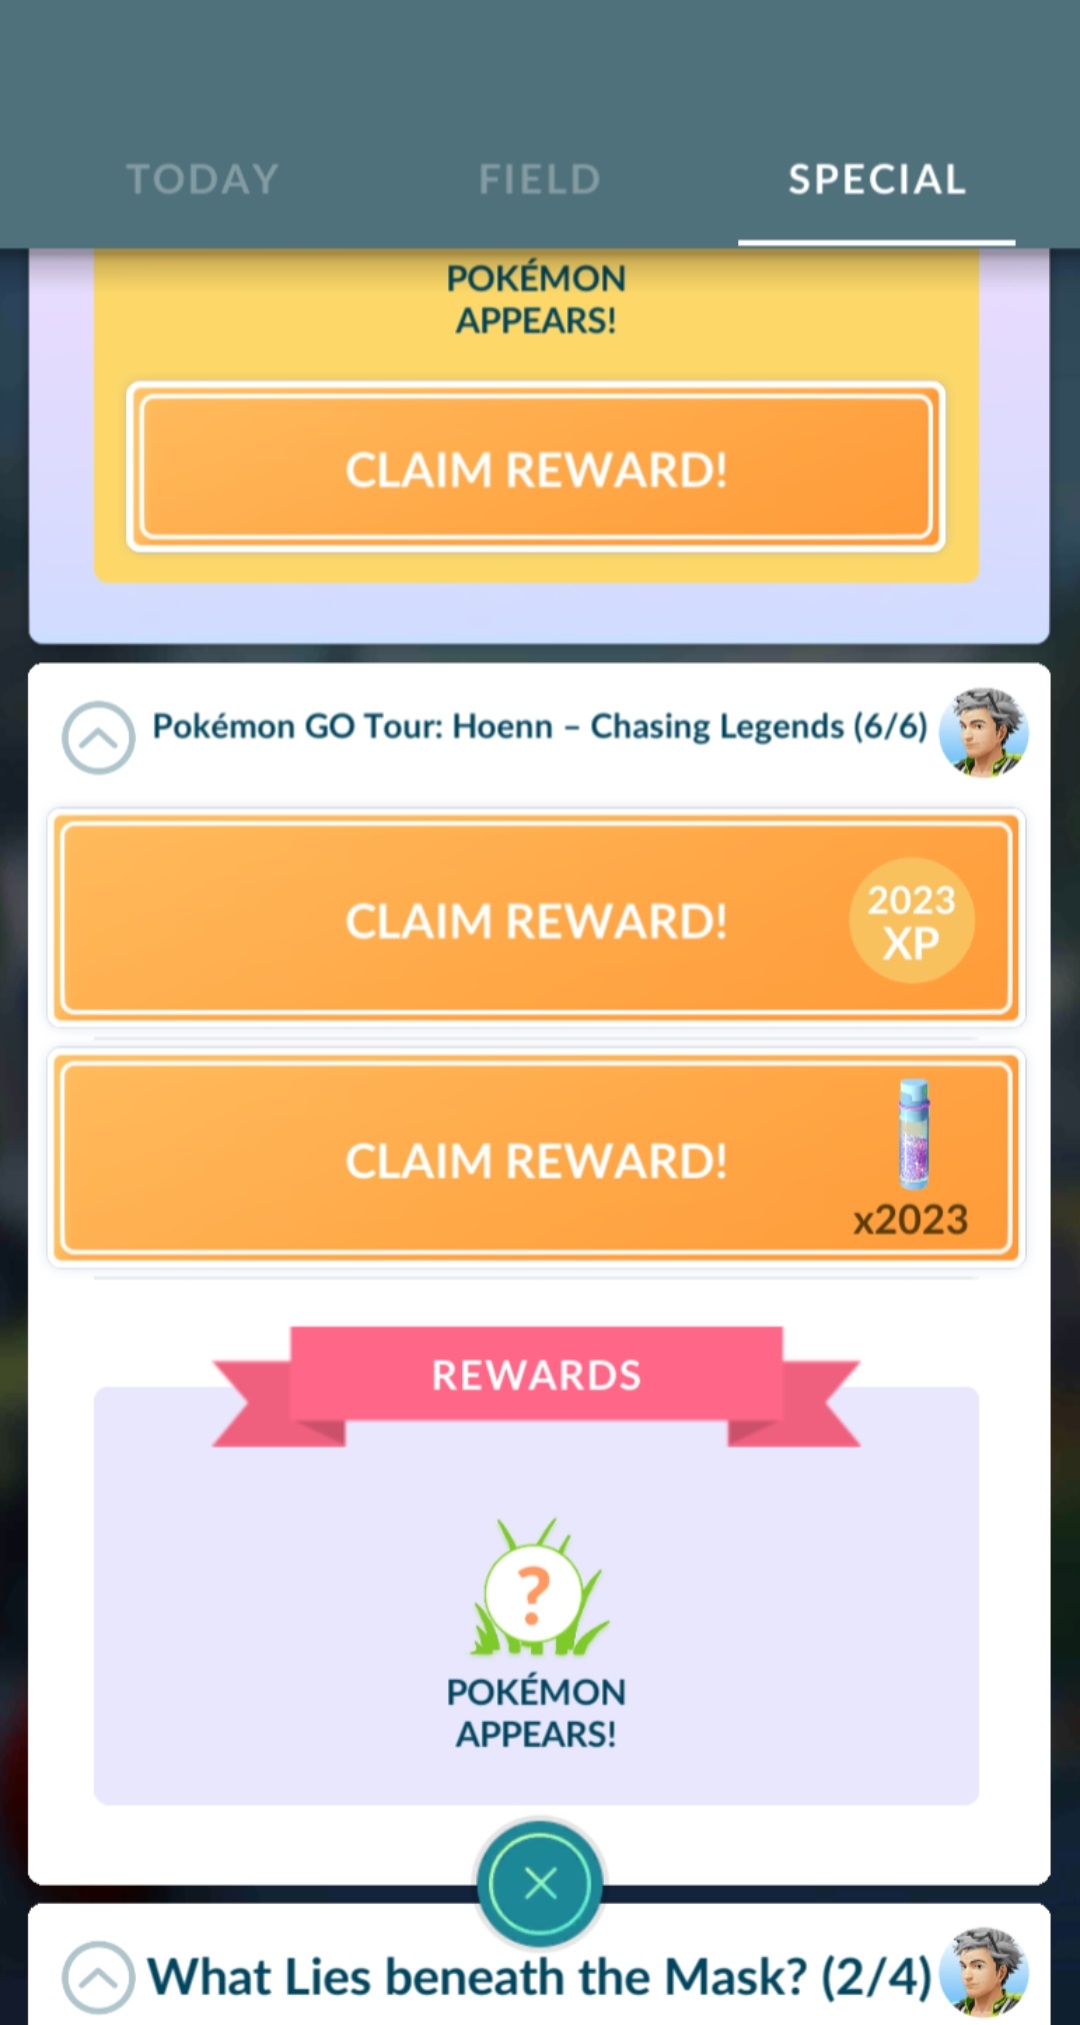 TODAY
FIELD
SPECIAL
POKÉMON
APPEARS!
CLAIM REWARD!
Pokémon GO Tour: Hoenn – Chasing Legends (6/6)
CLAIM REWARD!
2023
XP
CLAIM REWARD!
x2023
REWARDS
?
POKÉMON
APPEARS!
What Lies beneath the Mask? (2/4)